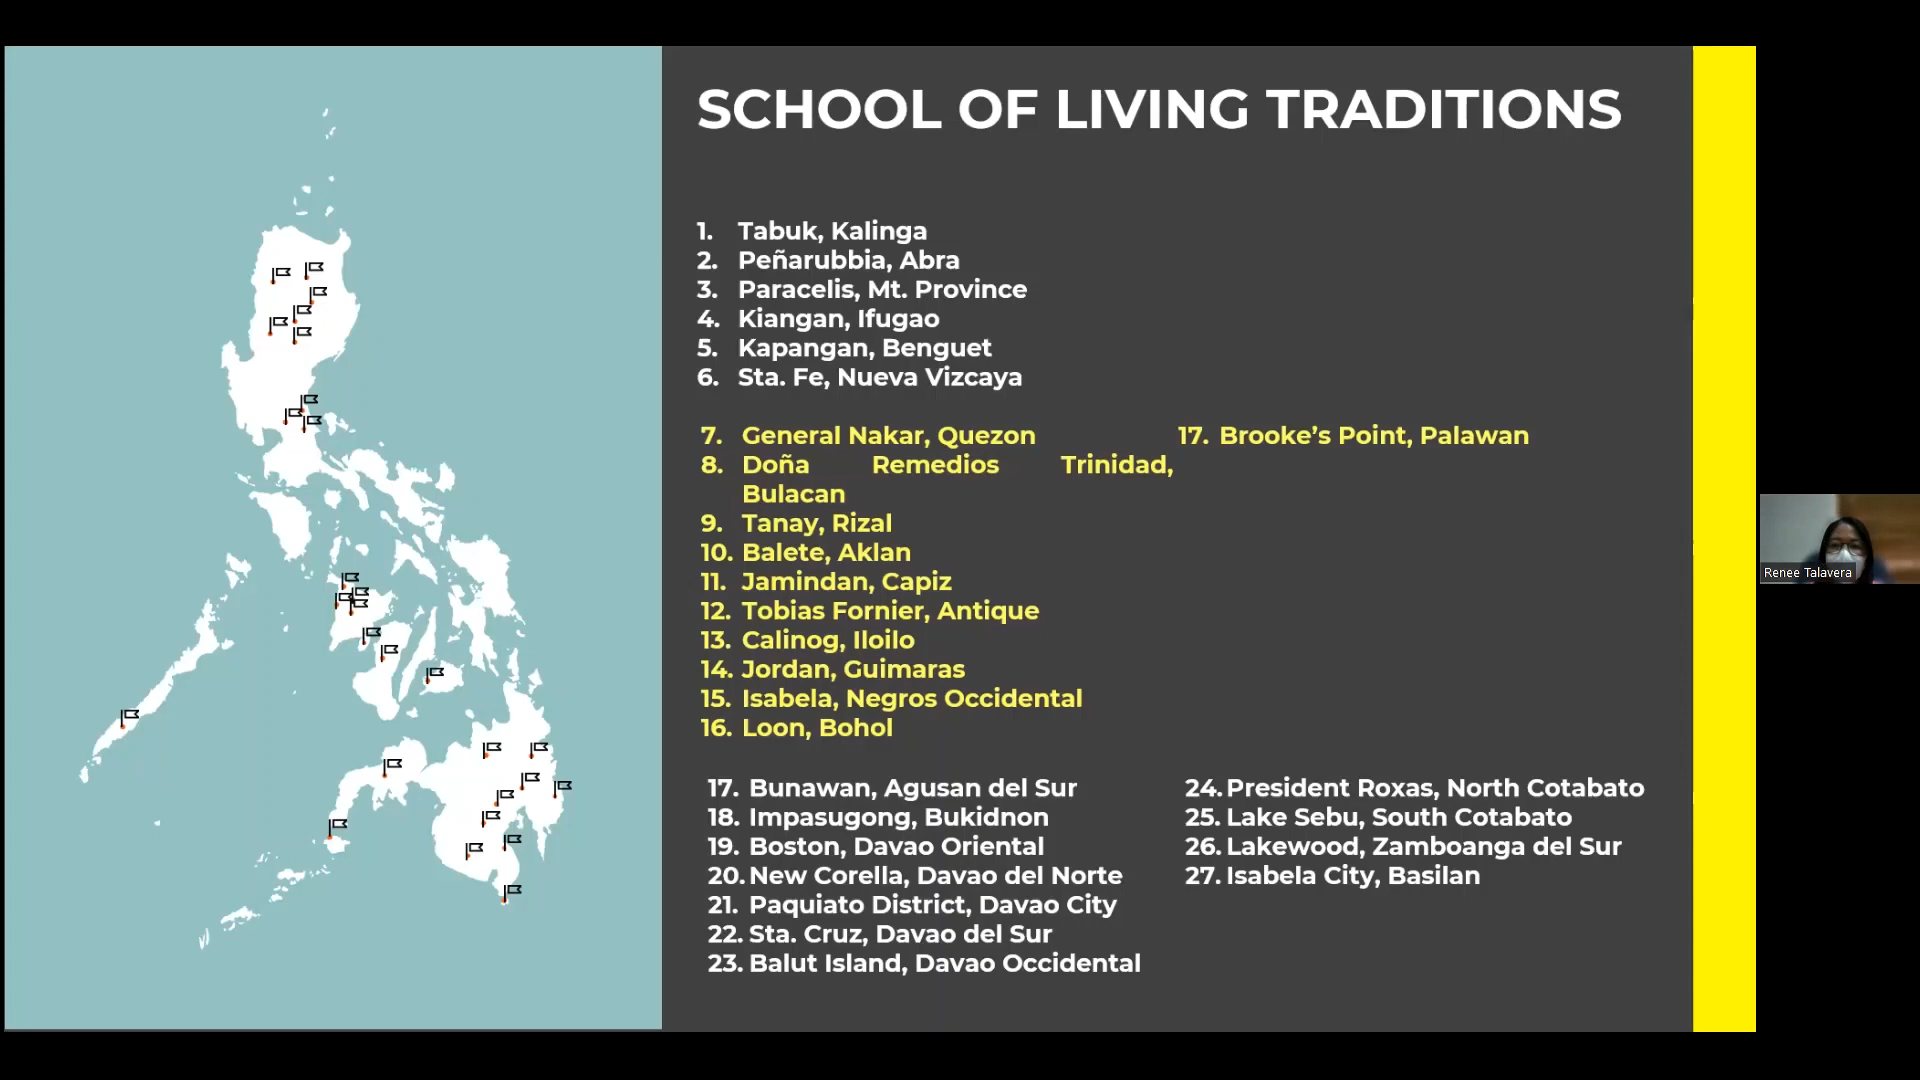 SCHOOL OF LIVING TRADITIONS
1. Tabuk, Kalinga
2. Peñarubbia, Abra
3. Paracelis, Mt. Province
4. Kiangan, Ifugao
5. Kapangan, Benguet
6. Sta. Fe, Nueva Vizcaya
7. General Nakar, Quezon
8. Doña Remedios Trinidad,
Bulacan
9. Tanay, Rizal
10. Balete, Aklan
11. Jamindan, Capiz
12. Tobias Fornier, Antique
13. Calinog, Iloilo
14. Jordan, Guimaras
15. Isabela, Negros Occidental
16. Loon, Bohol
17. Brooke’s Point, Palawan
17. Bunawan, Agusan del Sur
18. Impasugong, Bukidnon
19. Boston, Davao Oriental
20. New Corella, Davao del Norte
21. Paquiato District, Davao City
22. Sta. Cruz, Davao del Sur
23. Balut Island, Davao Occidental
24. President Roxas, North Cotabato
25. Lake Sebu, South Cotabato
26. Lakewood, Zamboanga del Sur
27. Isabela City, Basilan
Renee Talavera